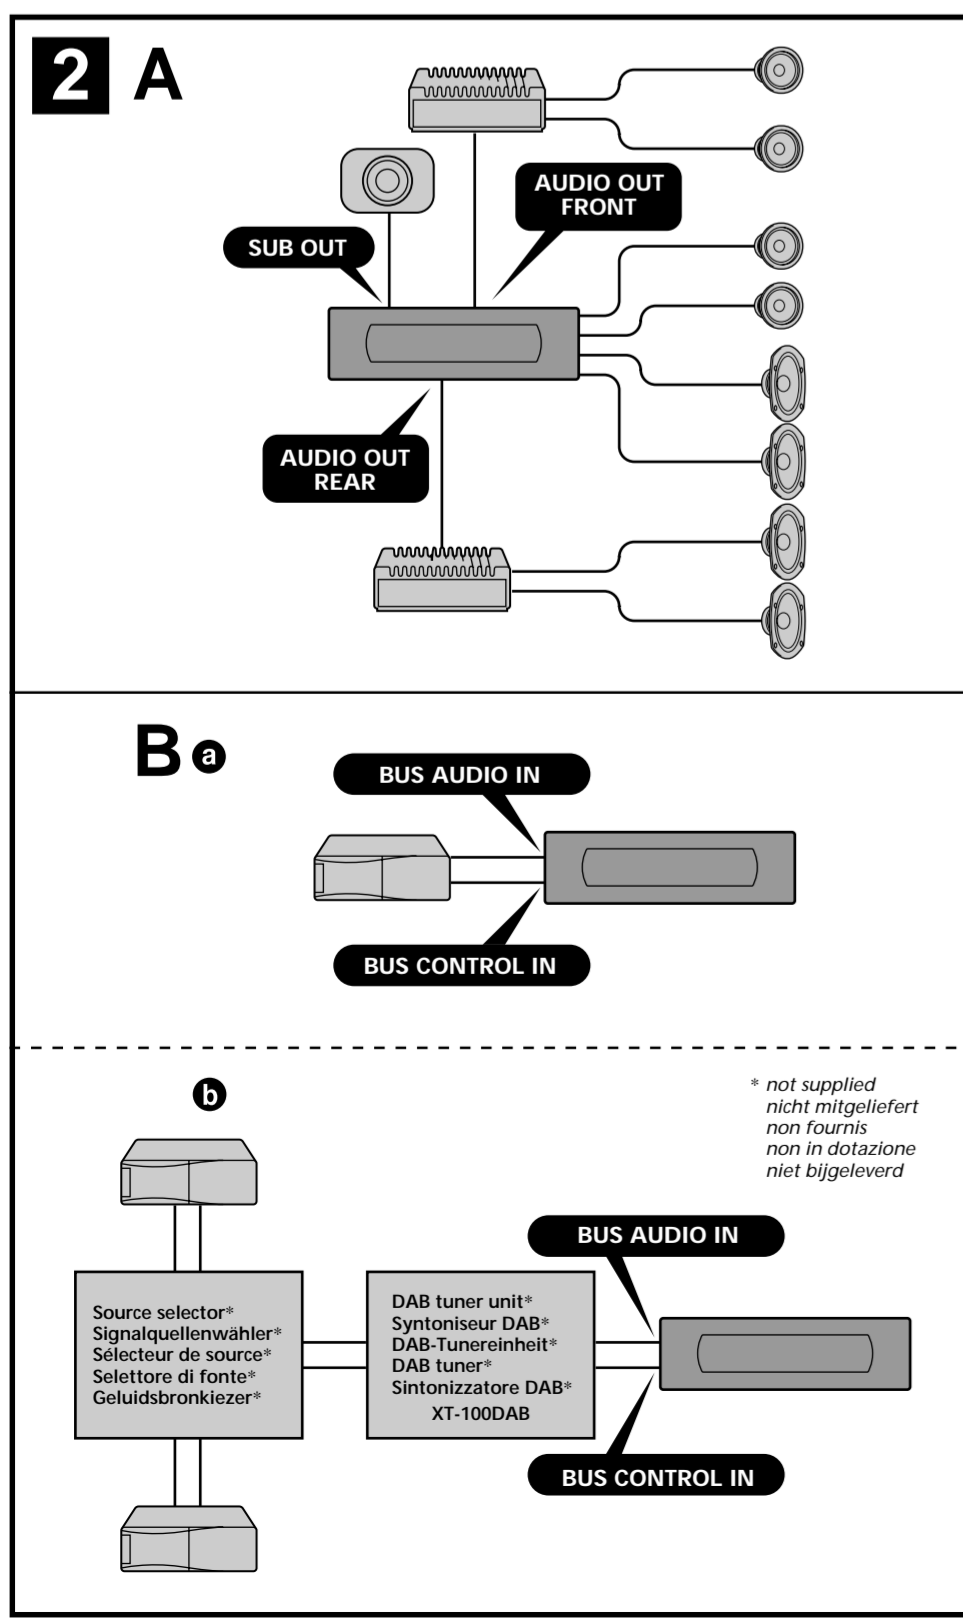 2 A
AUDIO OUT
FRONT
SUB OUT
AUDIO OUT
REAR
B a
BUS AUDIO IN
BUS CONTROL IN
b
* not supplied
nicht mitgeliefert
non fournis
non in dotazione
niet bijgeleverd
BUS AUDIO IN
Source selector*
Signalquellenwähler*
Sélecteur de source*
Selettore di fonte*
Geluidsbronkiezer*
DAB tuner unit*
Syntoniseur DAB*
DAB-Tunereinheit*
DAB tuner*
Sintonizzatore DAB*
XT-100DAB
BUS CONTROL IN